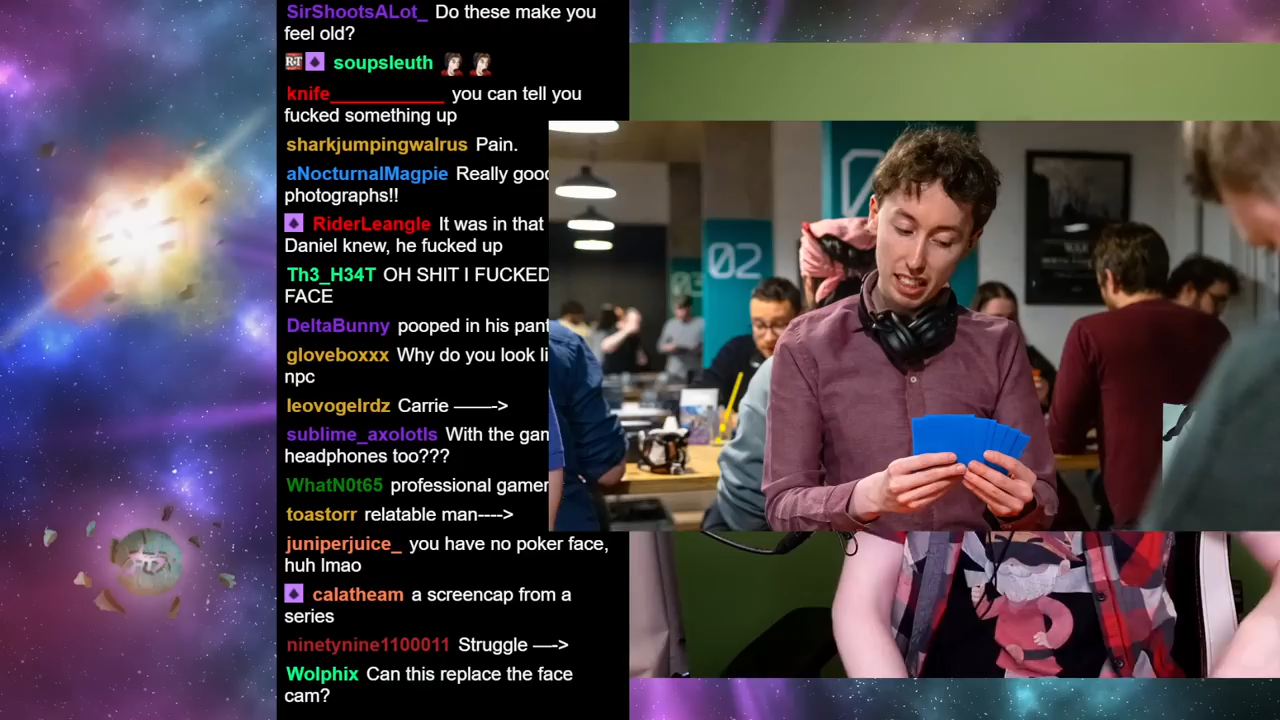 SirShootsALot_ Do these make you
feel old?
soupsleuth
knife__________ you can tell you
fucked something up
sharkjumpingwalrus Pain.
aNocturnalMagpie Really good
photographs!!
RiderLeangle It was in that
Daniel knew, he fucked up
Th3_H34T OH SHIT I FUCKED
FACE
DeltaBunny pooped in his pant
gloveboxxx Why do you look li
npc
leovogelrdz Carrie ——->
sublime_axolotls With the gam
headphones too???
WhatN0t65 professional gamer
toastorr relatable man---->
juniperjuice_ you have no poker face,
huh lmao
calatheam a screencap from a
series
ninetynine1100011 Struggle —->
Wolphix Can this replace the face
cam?
02